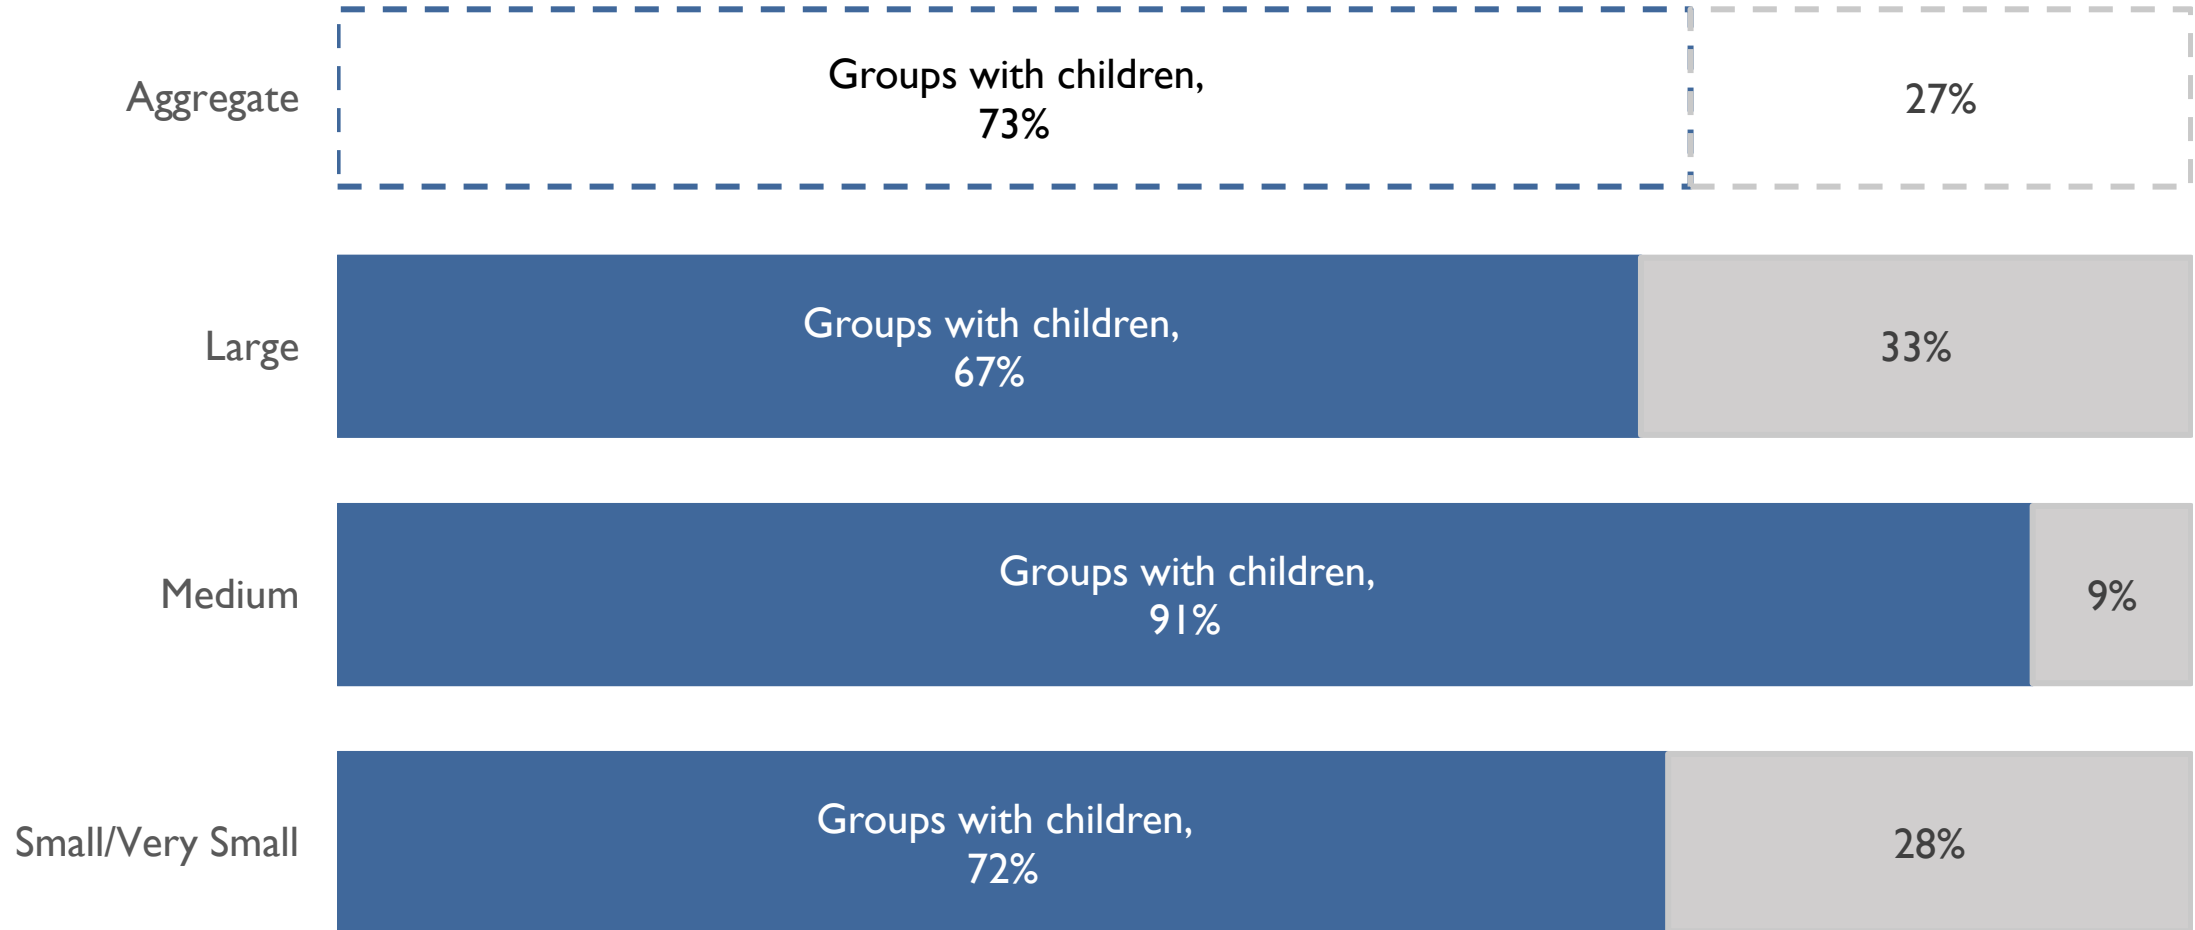 Aggregate
Groups with children,
73%
27%
Large
Groups with children,
67%
33%
Medium
Groups with children,
91%
9%
Small/Very Small
Groups with children,
72%
28%